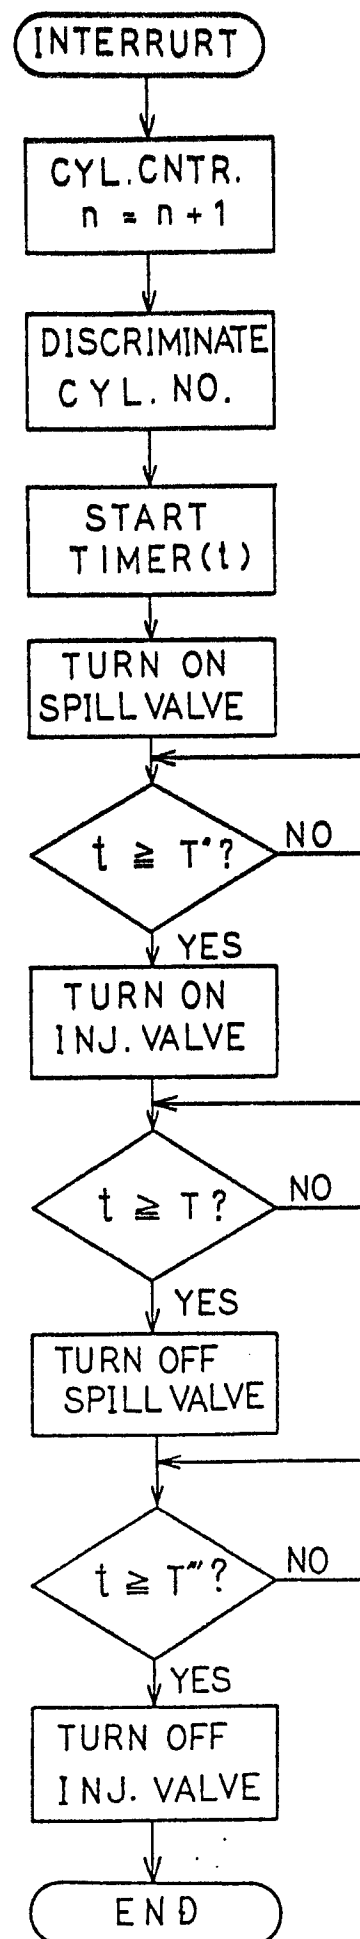 INTERRURT
CYL.CNTR.
n = n+1
DISCRIMINATE
CYL. NO.
START
TIMER(t)
TURN ON
SPILL VALVE
t ≧ T"?
NO
YES
TURN ON
INJ. VALVE
t ≧ T?
NO
YES
TURN OFF
SPILL VALVE
t ≧ T"'?
NO
YES
TURN OFF
INJ. VALVE
END